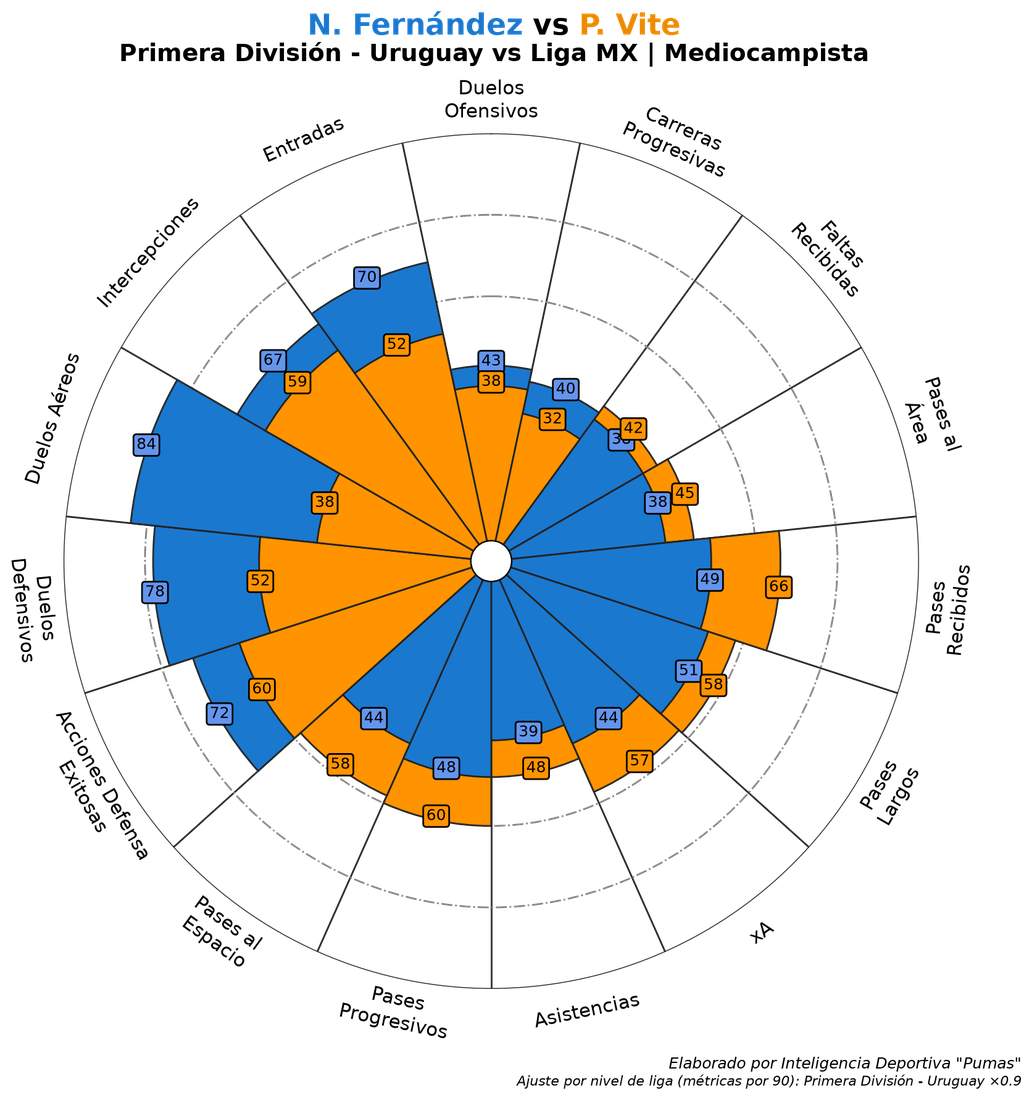 N. Fernández vs P. Vite
Primera División - Uruguay vs Liga MX | Mediocampista
Duelos
Ofensivos
Carreras
Progresivas
Faltas
Recibidas
Pases al
Área
Pases
Recibidos
Pases
Largos
xA
Asistencias
Pases
Progresivos
Pases al
Espacio
Acciones Defensa
Exitosas
Duelos
Defensivos
Duelos Aéreos
Intercepciones
Entradas
43
38
40
32
42
38
45
49
66
51
58
44
57
39
48
48
60
44
58
72
60
78
52
84
38
67
59
70
52
Elaborado por Inteligencia Deportiva "Pumas"
Ajuste por nivel de liga (métricas por 90): Primera División - Uruguay ×0.9